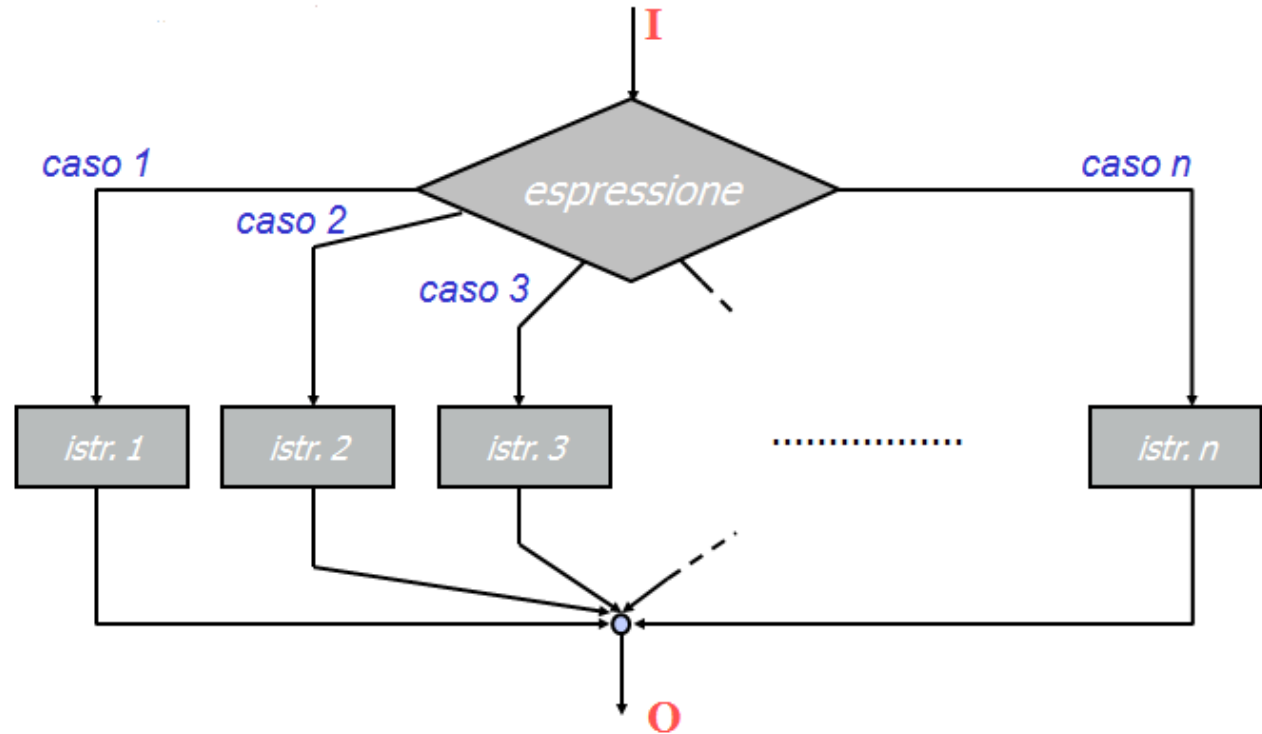 I
caso 1
espressione
caso n
caso 2
caso 3
istr. 1
istr. 2
istr. 3
.................
istr. n
O